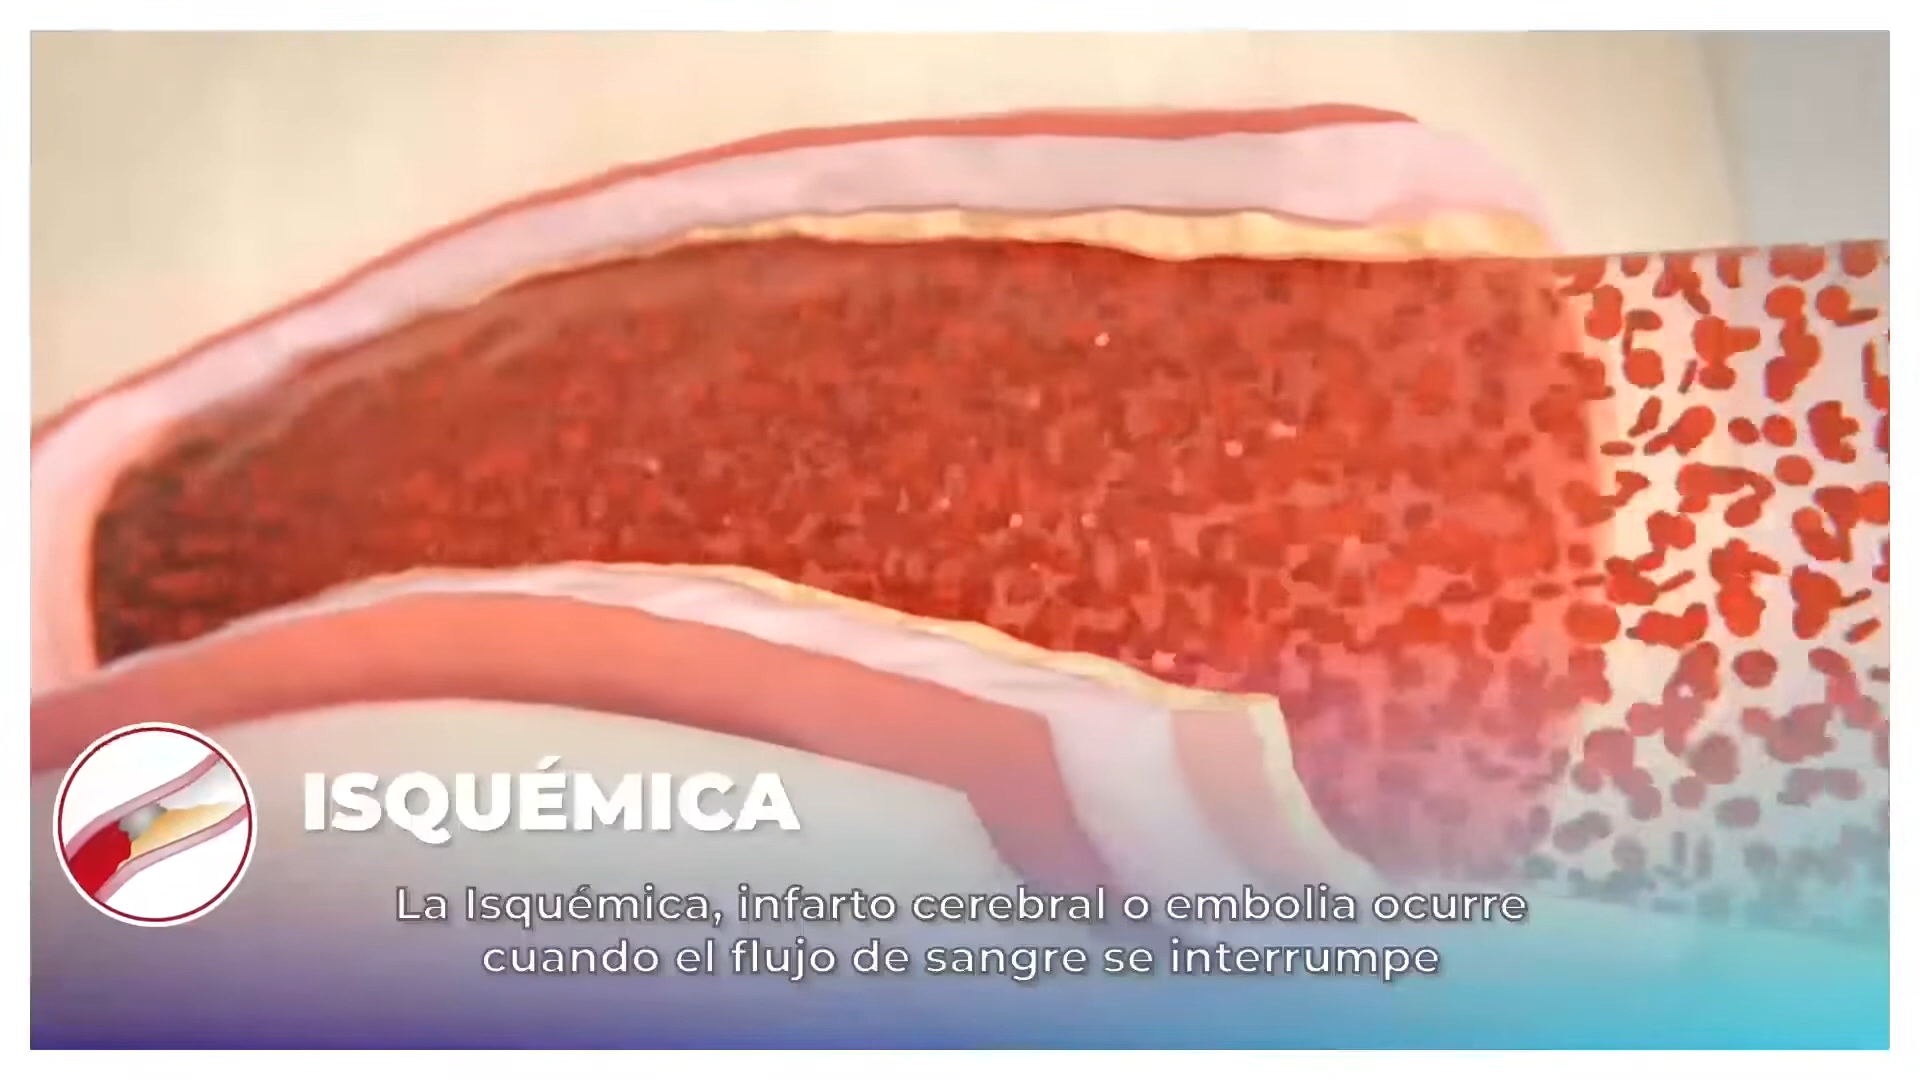 ISQUÉMICA
La Isquémica, infarto cerebral o embolia ocurre
cuando el flujo de sangre se interrumpe